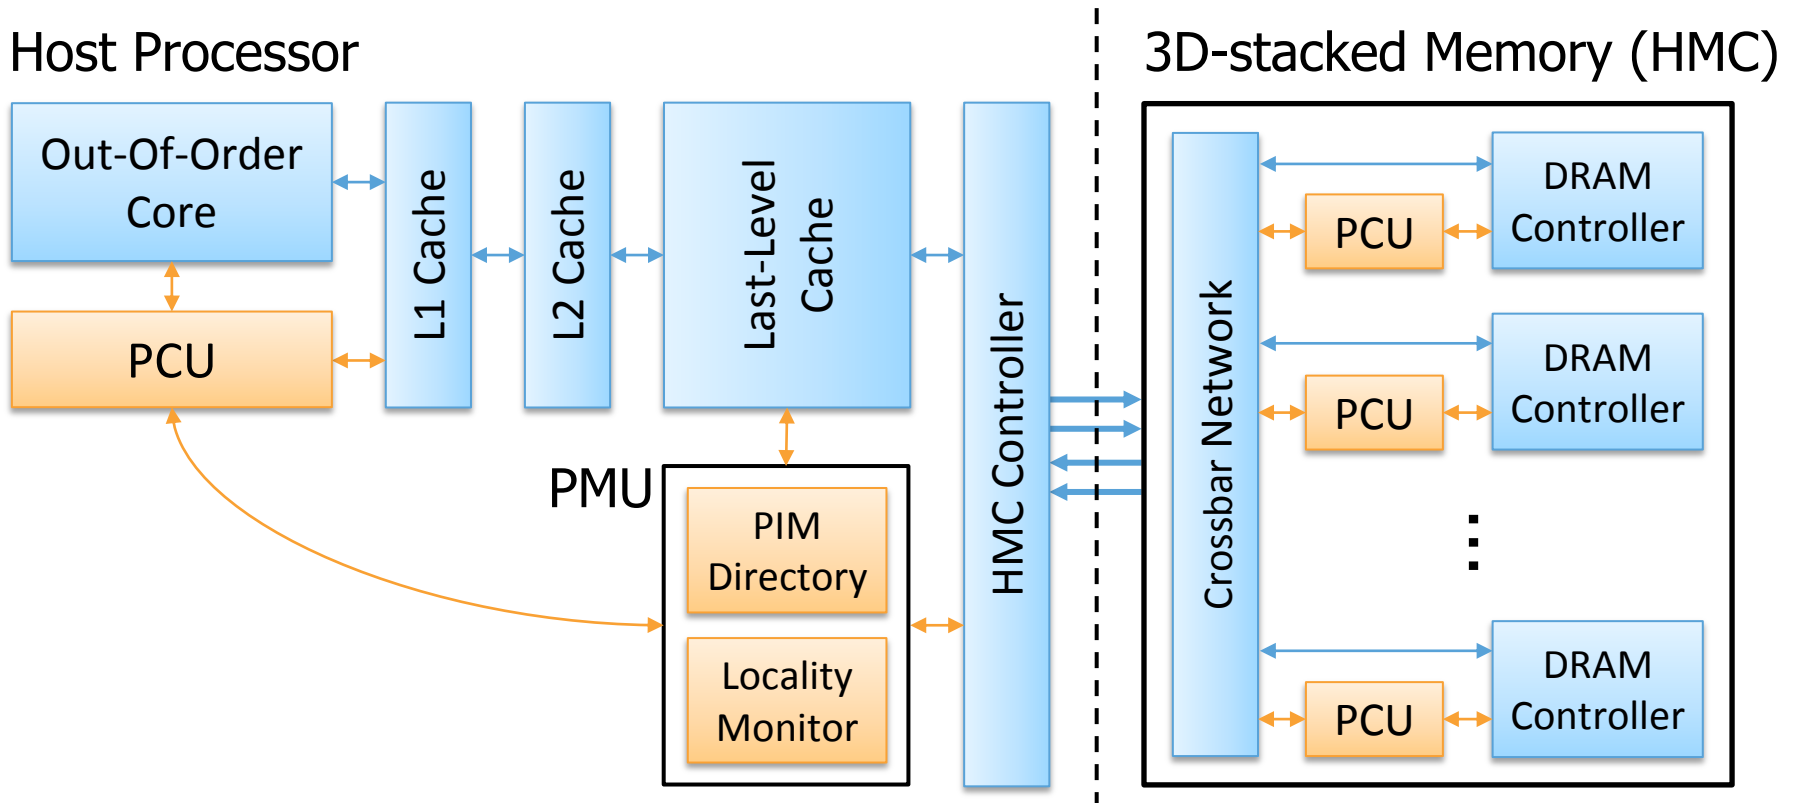 Host Processor
3D-stacked Memory (HMC)
Out-Of-Order
Core
PCU
L1 Cache
L2 Cache
Last-Level
Cache
PMU
PIM
Directory
Locality
Monitor
HMC Controller
Crossbar Network
PCU
DRAM
Controller
PCU
DRAM
Controller
PCU
DRAM
Controller